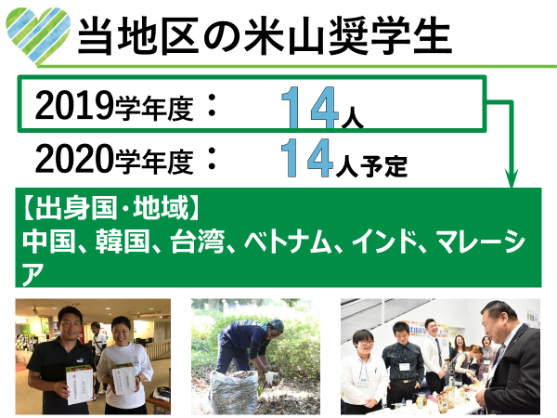 当地区の米山奨学生
2019学年度： 14人
2020学年度： 14人予定
【出身国・地域】
中国、韓国、台湾、ベトナム、インド、マレーシ
ア